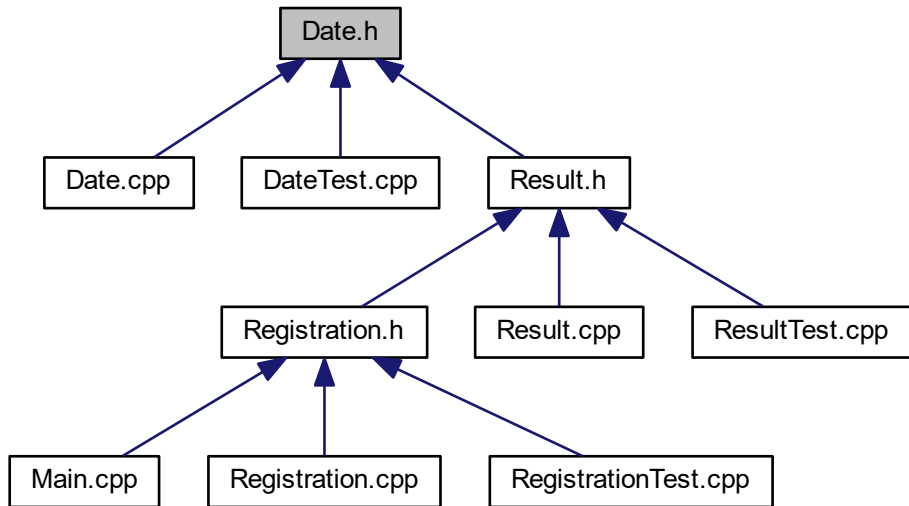 Date.h
Date.cpp
DateTest.cpp
Result.h
Registration.h
Result.cpp
ResultTest.cpp
Main.cpp
Registration.cpp
RegistrationTest.cpp